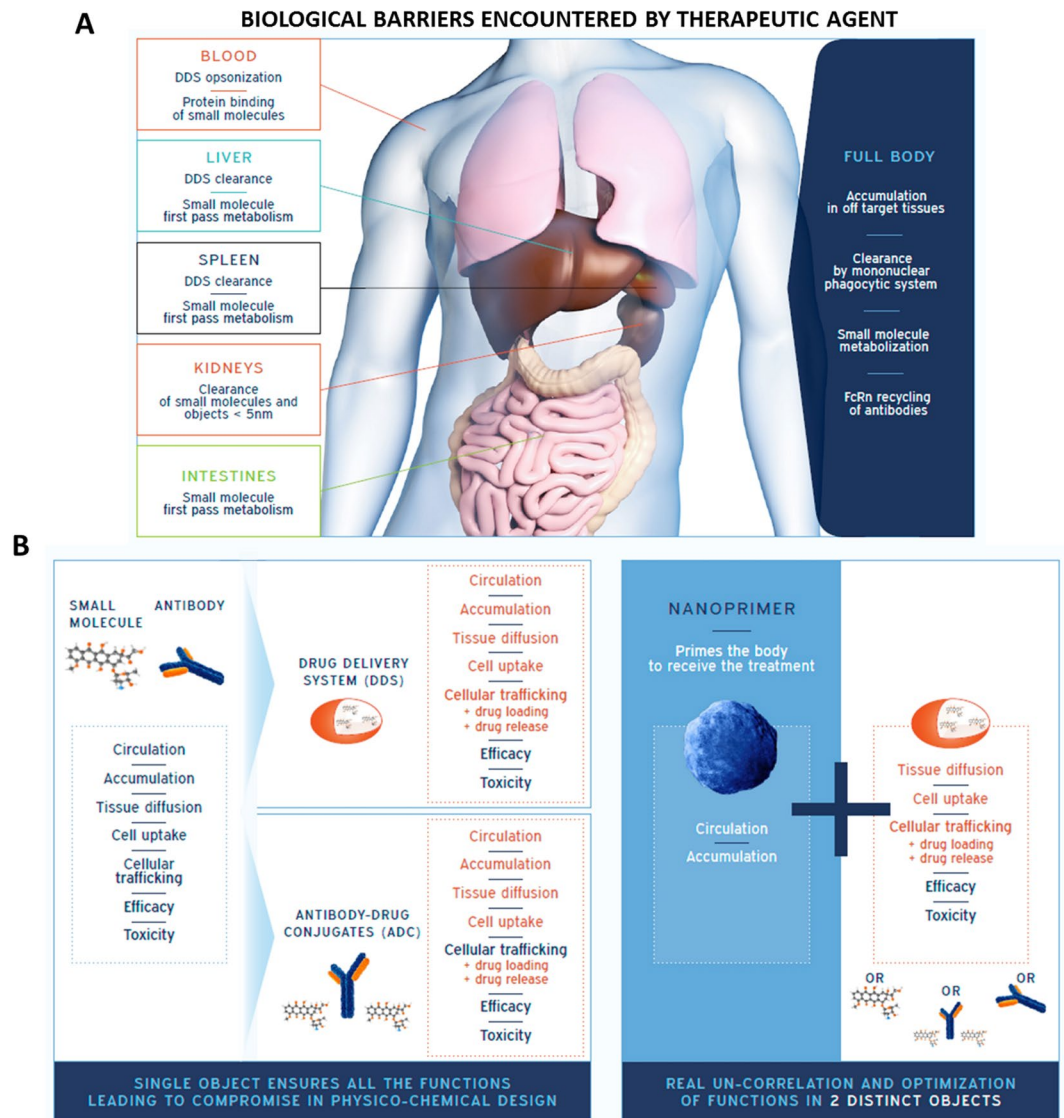 A
BIOLOGICAL BARRIERS ENCOUNTERED BY THERAPEUTIC AGENT
BLOOD
DDS opsonization
Protein binding
of small molecules
LIVER
DDS clearance
Small molecule
first pass metabolism
SPLEEN
DDS clearance
Small molecule
first pass metabolism
KIDNEYS
Clearance
of small molecules and
objects < 5nm
INTESTINES
Small molecule
first pass metabolism
FULL BODY
Accumulation
in off target tissues
Clearance
by mononuclear
phagocytic system
Small molecule
metabolization
FcRn recycling
of antibodies
B
SMALL
MOLECULE
ANTIBODY
Circulation
Accumulation
Tissue diffusion
Cell uptake
Cellular
trafficking
Efficacy
Toxicity
DRUG DELIVERY
SYSTEM (DDS)
Circulation
Accumulation
Tissue diffusion
Cell uptake
Cellular trafficking
+ drug loading
+ drug release
Efficacy
Toxicity
ANTIBODY-DRUG
CONJUGATES (ADC)
Circulation
Accumulation
Tissue diffusion
Cell uptake
Cellular trafficking
+ drug loading
+ drug release
Efficacy
Toxicity
SINGLE OBJECT ENSURES ALL THE FUNCTIONS
LEADING TO COMPROMISE IN PHYSICO-CHEMICAL DESIGN
NANOPRIMER
Primes the body
to receive the treatment
Circulation
Accumulation
Tissue diffusion
Cell uptake
Cellular trafficking
+ drug loading
+ drug release
Efficacy
Toxicity
OR
OR
OR
REAL UN-CORRELATION AND OPTIMIZATION
OF FUNCTIONS IN 2 DISTINCT OBJECTS